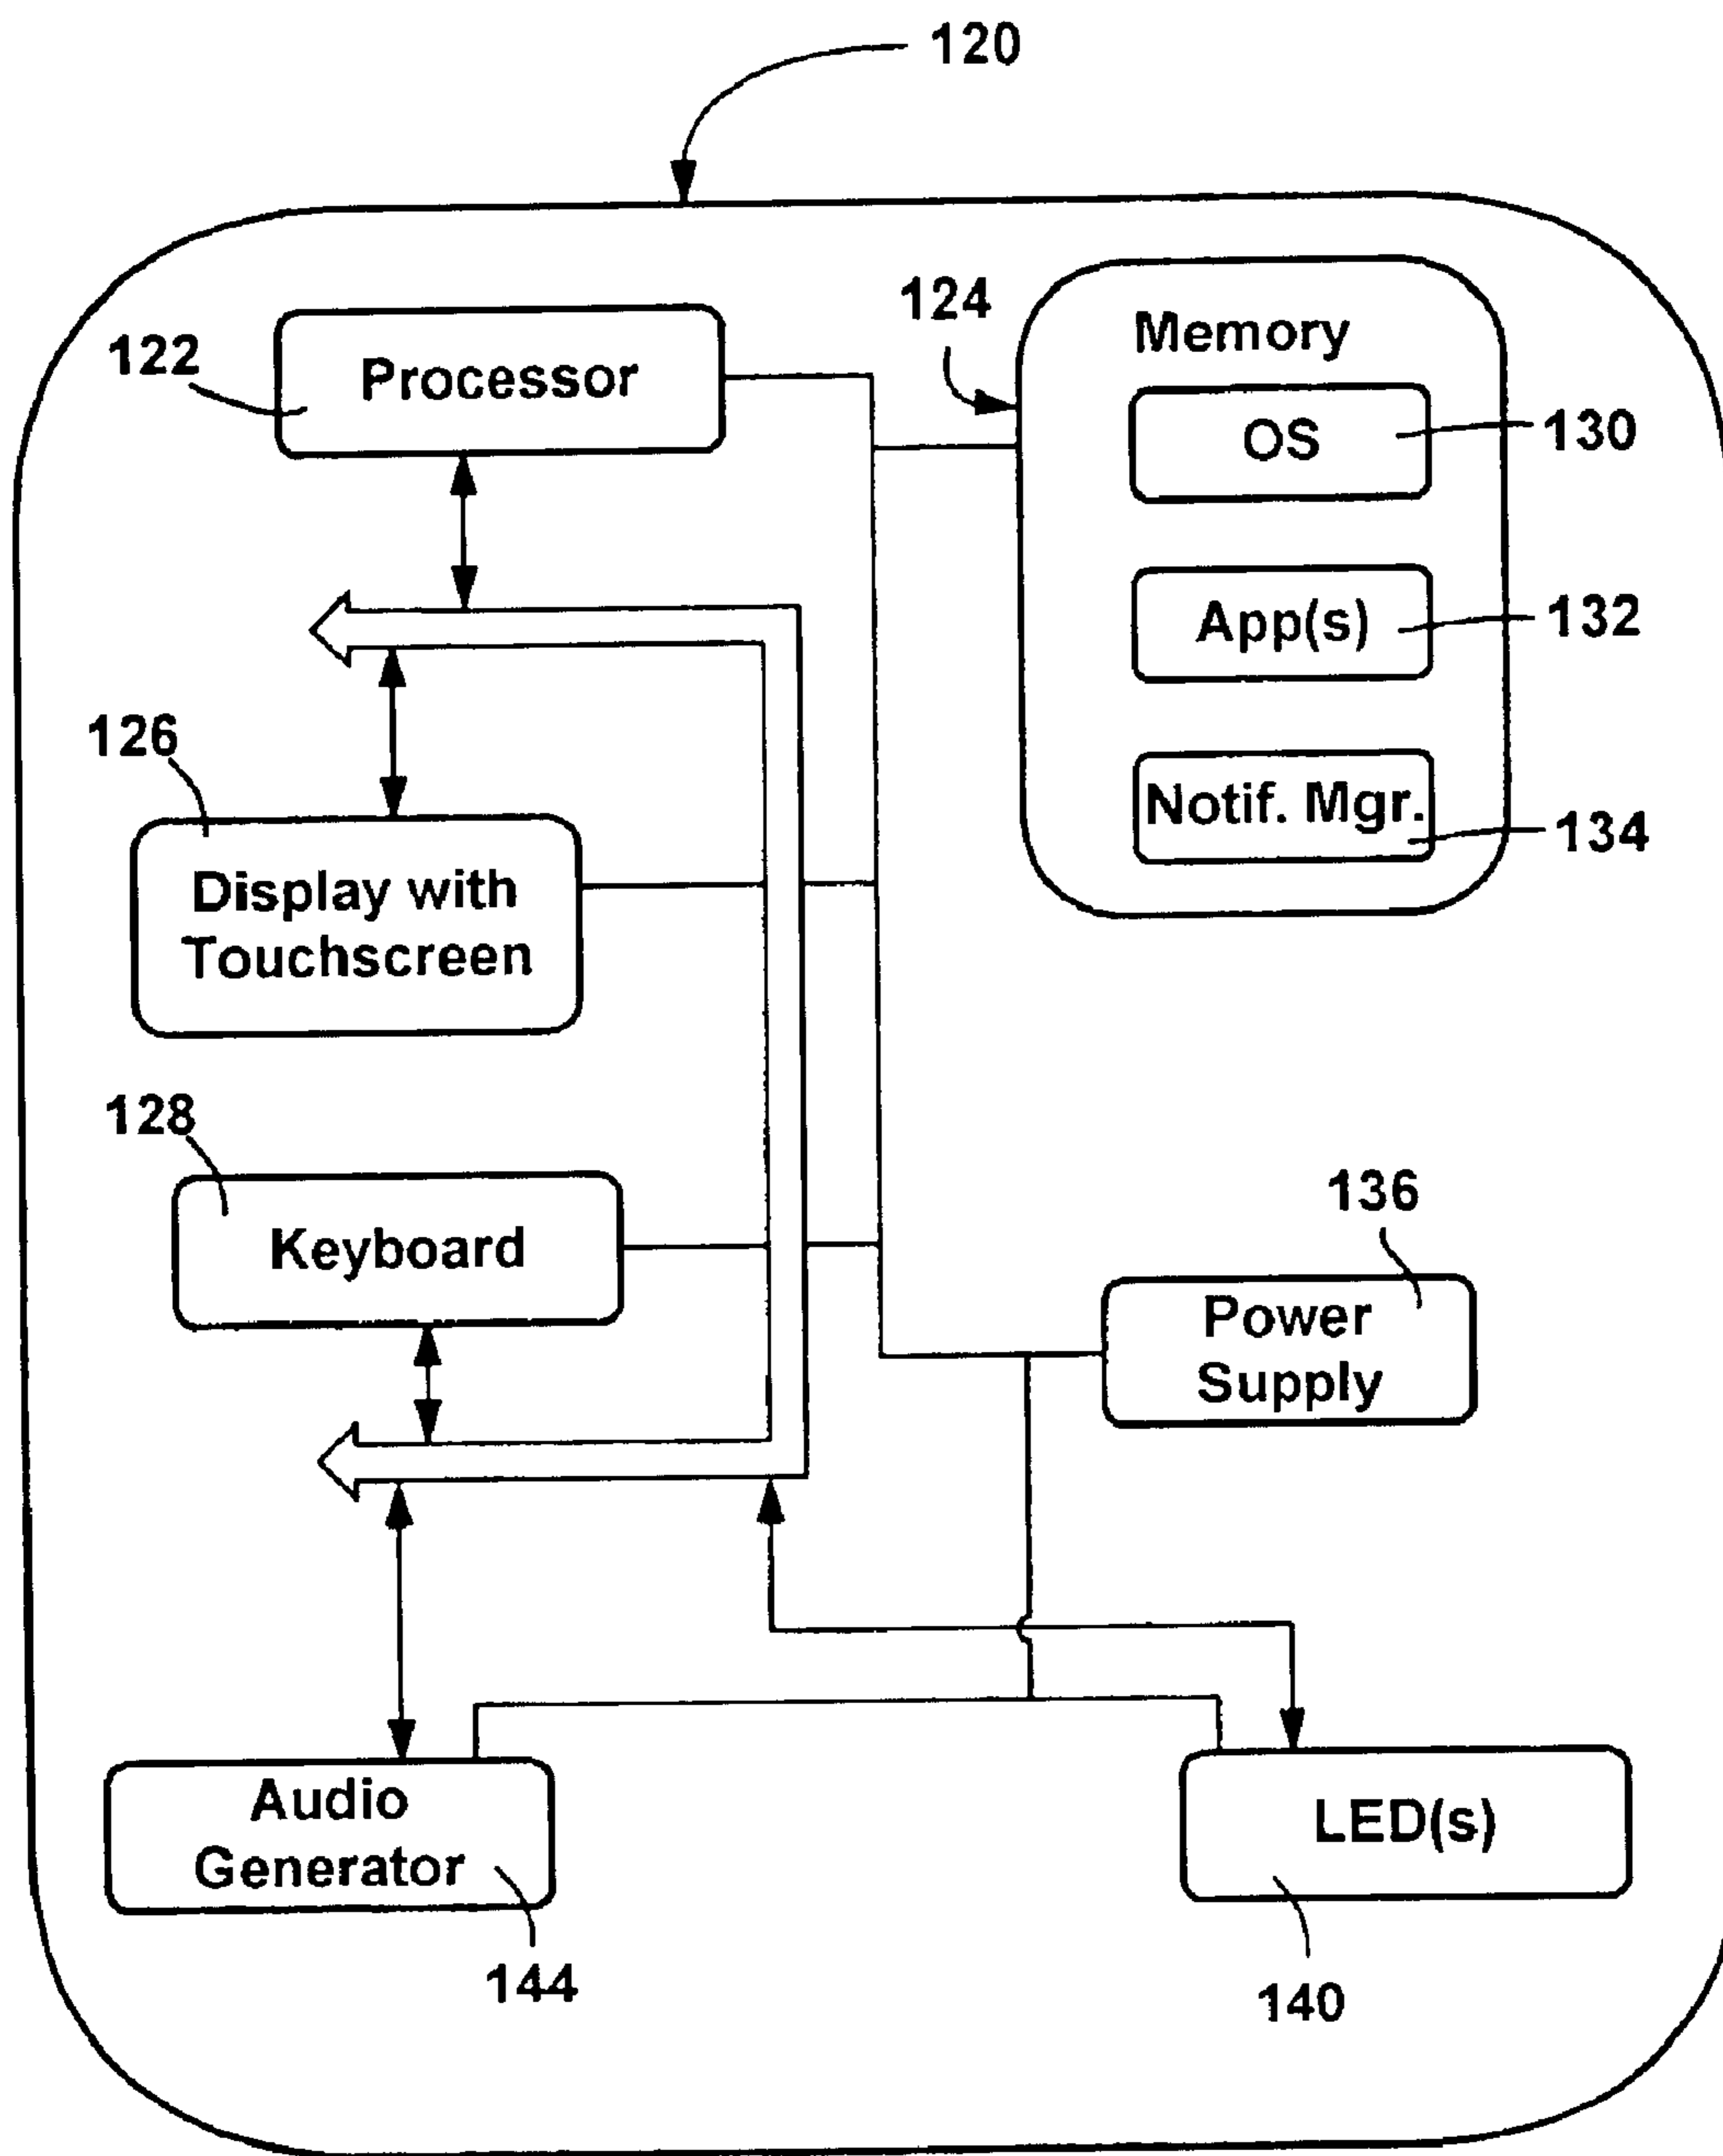 120
124
Memory
122
Processor
OS
130
App(s)
132
126
Notif. Mgr.
134
Display with
Touchscreen
128
Keyboard
136
Power
Supply
Audio
Generator
LED(s)
144
140